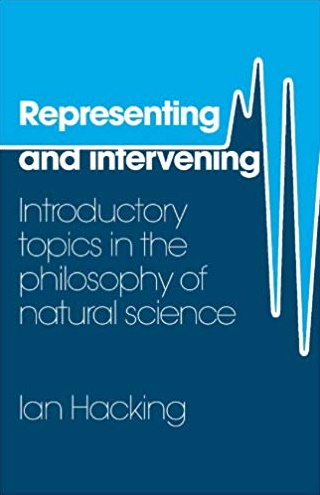 Representing
and intervening
Introductory
topics in the
philosophy of
natural science
Ian Hacking